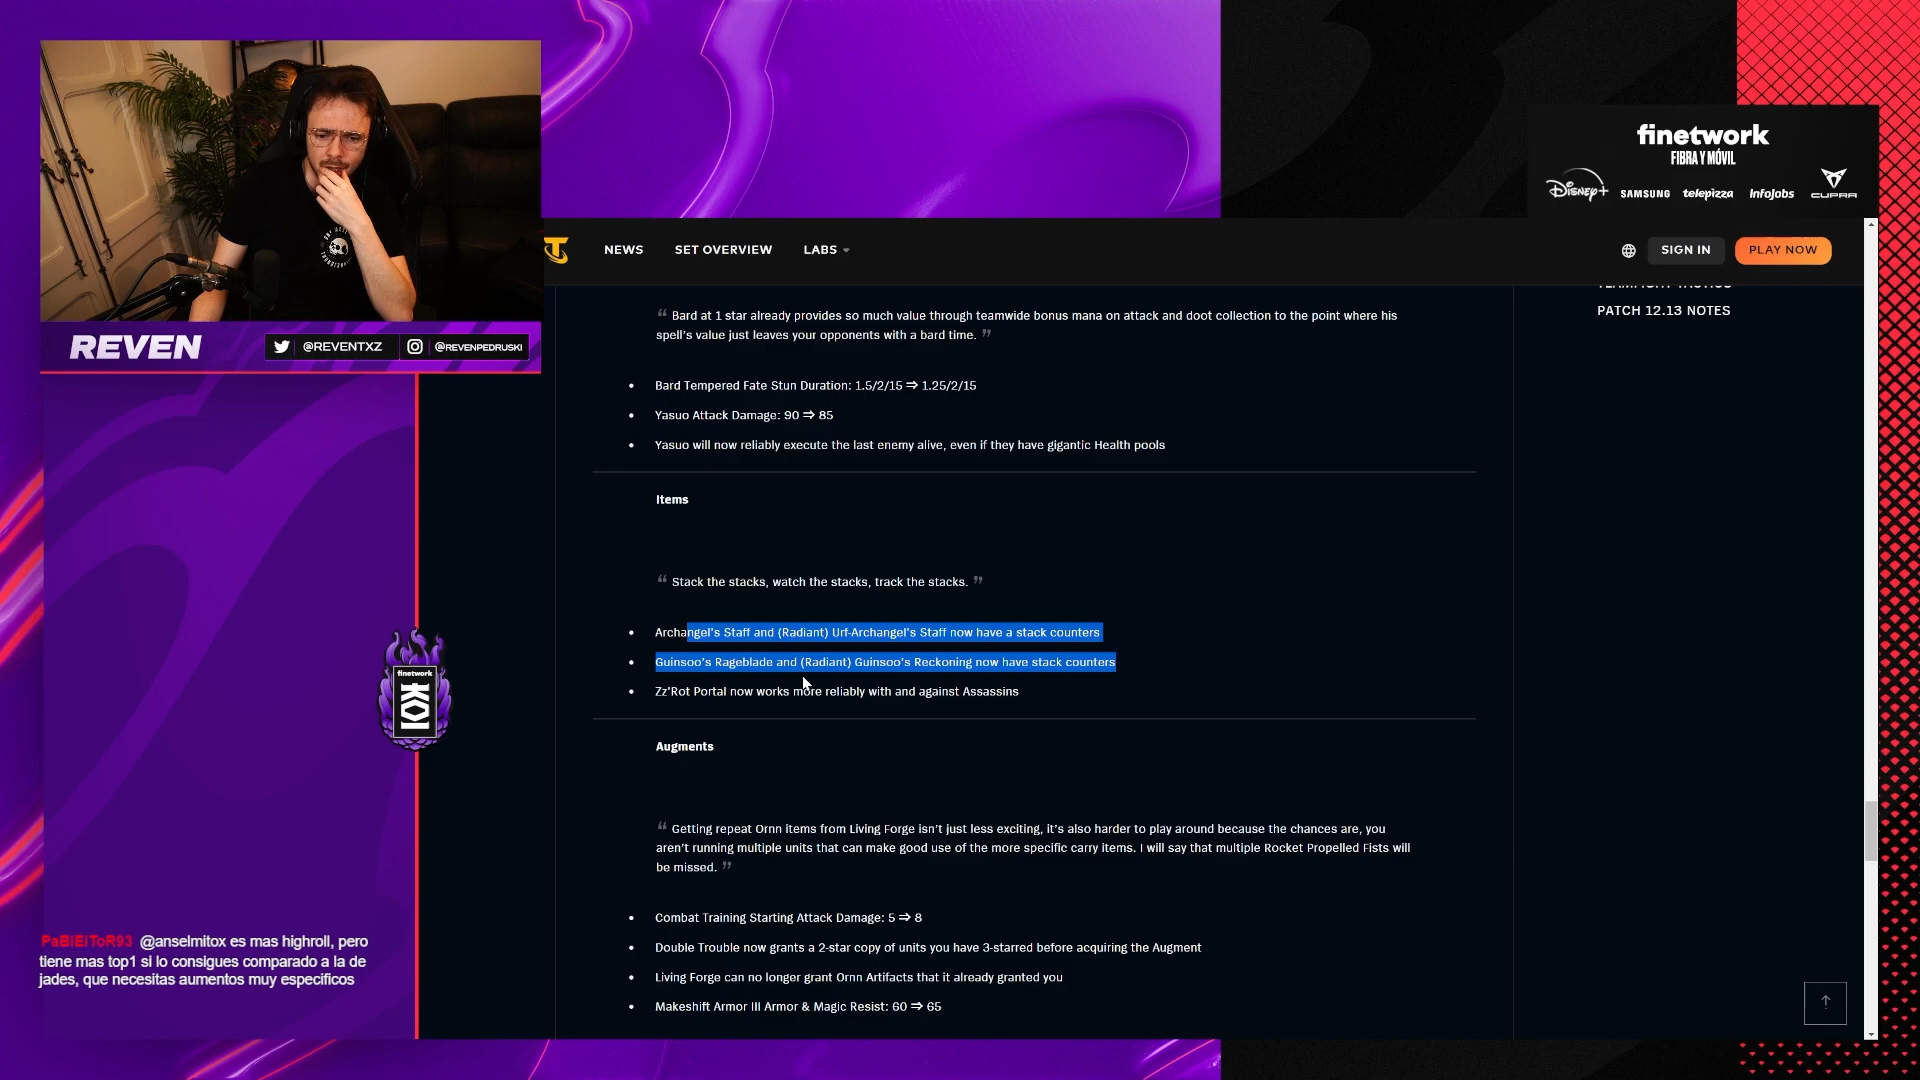 finetwork
FIBRA Y MÓVIL
Disney+ SAMSUNG telepizza InfoJobs CUPRA
NEWS SET OVERVIEW LABS SIGN IN PLAY NOW
TEAMFIGHT TACTICS
PATCH 12.13 NOTES
REVEN @REVENTXZ @REVENPEDRUSKI
“ Bard at 1 star already provides so much value through teamwide bonus mana on attack and doot collection to the point where his
spell’s value just leaves your opponents with a bard time. ”
• Bard Tempered Fate Stun Duration: 1.5/2/15 ⇒ 1.25/2/15
• Yasuo Attack Damage: 90 ⇒ 85
• Yasuo will now reliably execute the last enemy alive, even if they have gigantic Health pools
Items
“ Stack the stacks, watch the stacks, track the stacks. ”
• Archangel’s Staff and (Radiant) Urf-Archangel’s Staff now have a stack counters
• Guinsoo’s Rageblade and (Radiant) Guinsoo’s Reckoning now have stack counters
• Zz’Rot Portal now works more reliably with and against Assassins
Augments
“ Getting repeat Ornn items from Living Forge isn’t just less exciting, it’s also harder to play around because the chances are, you
aren’t running multiple units that can make good use of the more specific carry items. I will say that multiple Rocket Propelled Fists will
be missed. ”
• Combat Training Starting Attack Damage: 5 ⇒ 8
• Double Trouble now grants a 2-star copy of units you have 3-starred before acquiring the Augment
• Living Forge can no longer grant Ornn Artifacts that it already granted you
• Makeshift Armor III Armor & Magic Resist: 60 ⇒ 65
finetwork
KOI
PaBlElToR93 @anselmitox es mas highroll, pero
tiene mas top1 si lo consigues comparado a la de
jades, que necesitas aumentos muy especificos